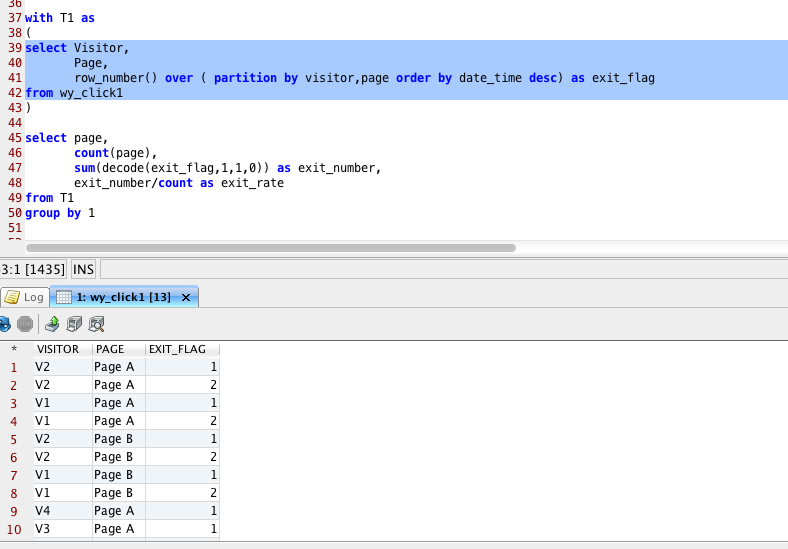 36
37 with T1 as
38 (
39 select Visitor,
40 Page,
41 row_number() over ( partition by visitor,page order by date_time desc) as exit_flag
42 from wy_click1
43 )
44
45 select page,
46 count(page),
47 sum(decode(exit_flag,1,1,0)) as exit_number,
48 exit_number/count as exit_rate
49 from T1
50 group by 1
51
3:1 [1435] INS
Log 1: wy_click1 [13] ×
* VISITOR PAGE EXIT_FLAG
1 V2 Page A 1
2 V2 Page A 2
3 V1 Page A 1
4 V1 Page A 2
5 V2 Page B 1
6 V2 Page B 2
7 V1 Page B 1
8 V1 Page B 2
9 V4 Page A 1
10 V3 Page A 1